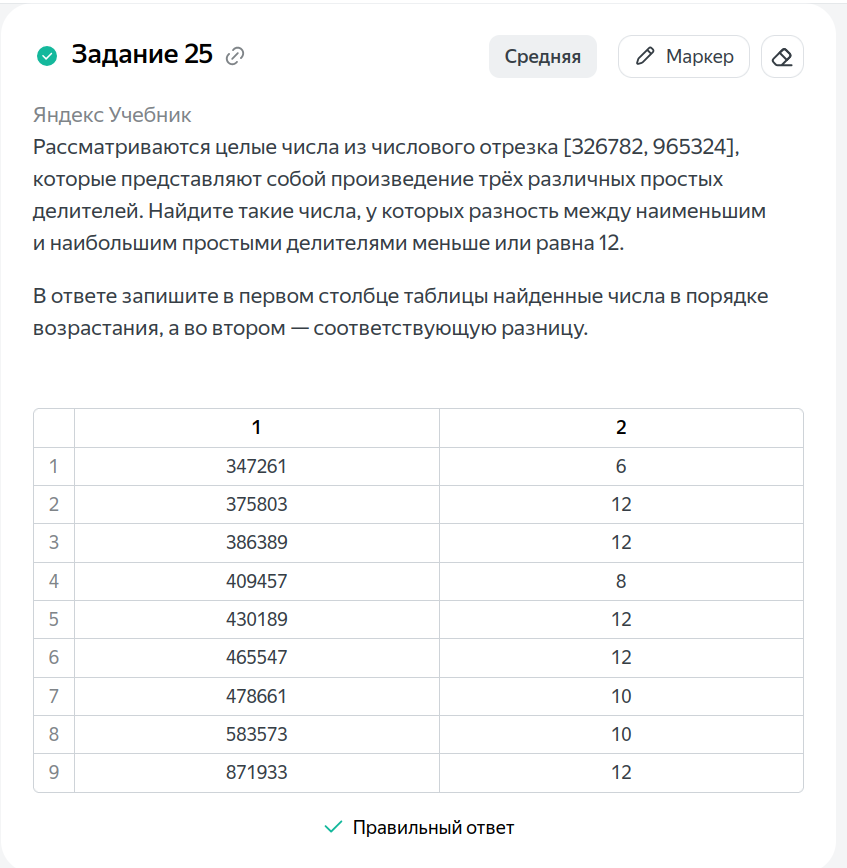 Задание 25
Средняя
Маркер
Яндекс Учебник
Рассматриваются целые числа из числового отрезка [326782, 965324],
которые представляют собой произведение трёх различных простых
делителей. Найдите такие числа, у которых разность между наименьшим
и наибольшим простыми делителями меньше или равна 12.
В ответе запишите в первом столбце таблицы найденные числа в порядке
возрастания, а во втором — соответствующую разницу.
1 2
1 347261 6
2 375803 12
3 386389 12
4 409457 8
5 430189 12
6 465547 12
7 478661 10
8 583573 10
9 871933 12
Правильный ответ